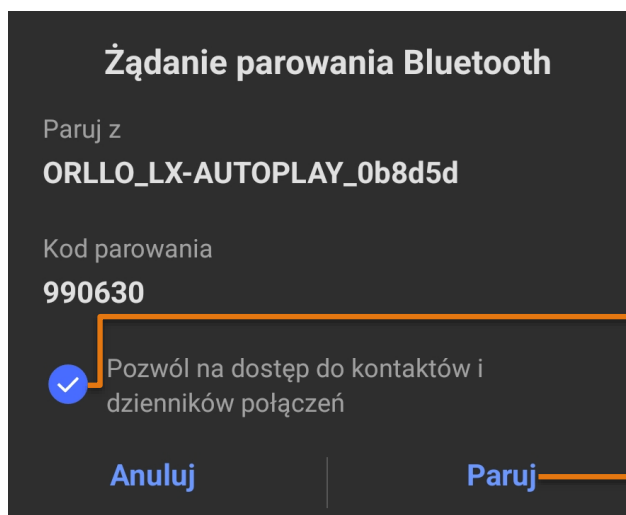 Żądanie parowania Bluetooth
Paruj z
ORLLO_LX-AUTOPLAY_0b8d5d
Kod parowania
990630
Pozwól na dostęp do kontaktów i
dzienników połączeń
Anuluj
Paruj